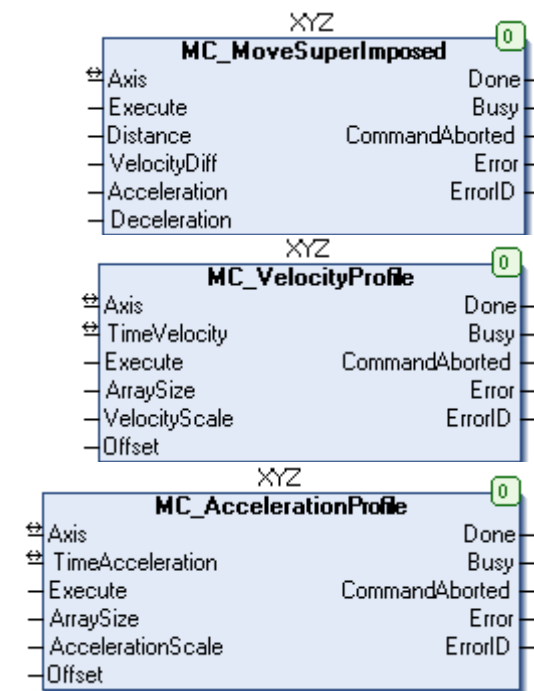 XYZ
0
MC_MoveSuperImposed
Axis Done
Execute Busy
Distance CommandAborted
VelocityDiff Error
Acceleration ErrorID
Deceleration
XYZ
0
MC_VelocityProfile
Axis Done
TimeVelocity Busy
Execute CommandAborted
ArraySize Error
VelocityScale ErrorID
Offset
XYZ
0
MC_AccelerationProfile
Axis Done
TimeAcceleration Busy
Execute CommandAborted
ArraySize Error
AccelerationScale ErrorID
Offset